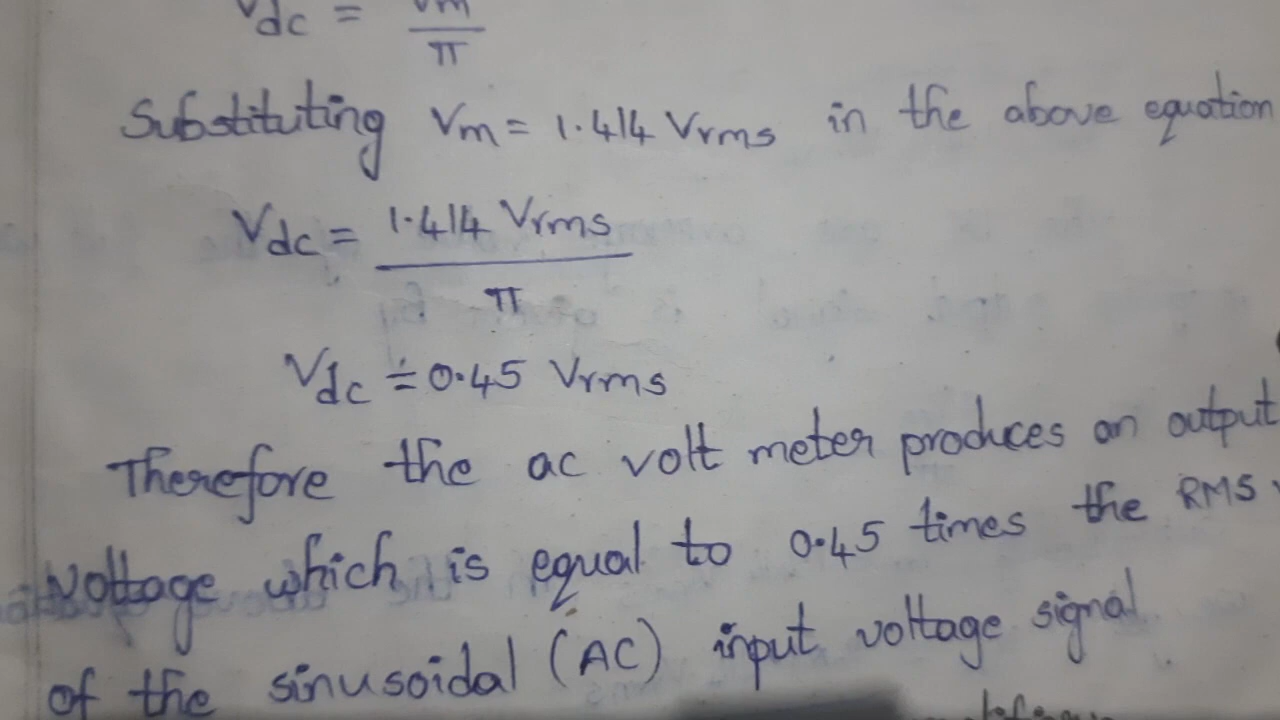 Vdc = Vm / π
Substituting Vm = 1.414 Vrms in the above equation
Vdc = 1.414 Vrms / π
Vdc ≐ 0.45 Vrms
Therefore the ac volt meter produces an output
voltage which is equal to 0.45 times the RMS
of the sinusoidal (AC) input voltage signal